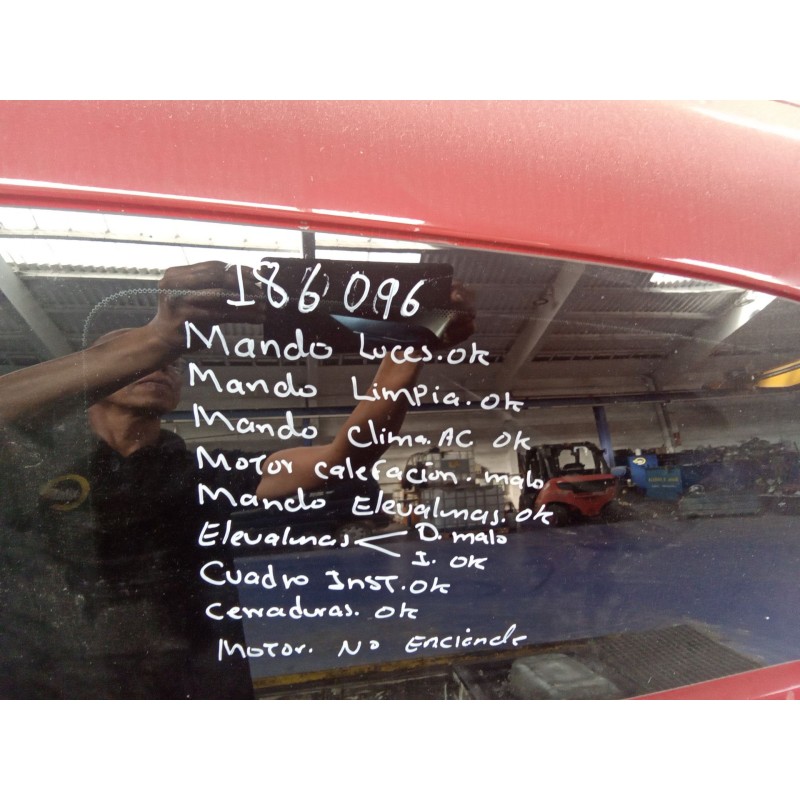 186096
Mando Luces. ok
Mando Limpia. ok
Mando Clima. AC ok
Motor calefacion.. malo
Mando Elevalunas. ok
Elevalunas D. malo
I. ok
Cuadro Inst. ok
Cerraduras. ok
Motor. No Enciende